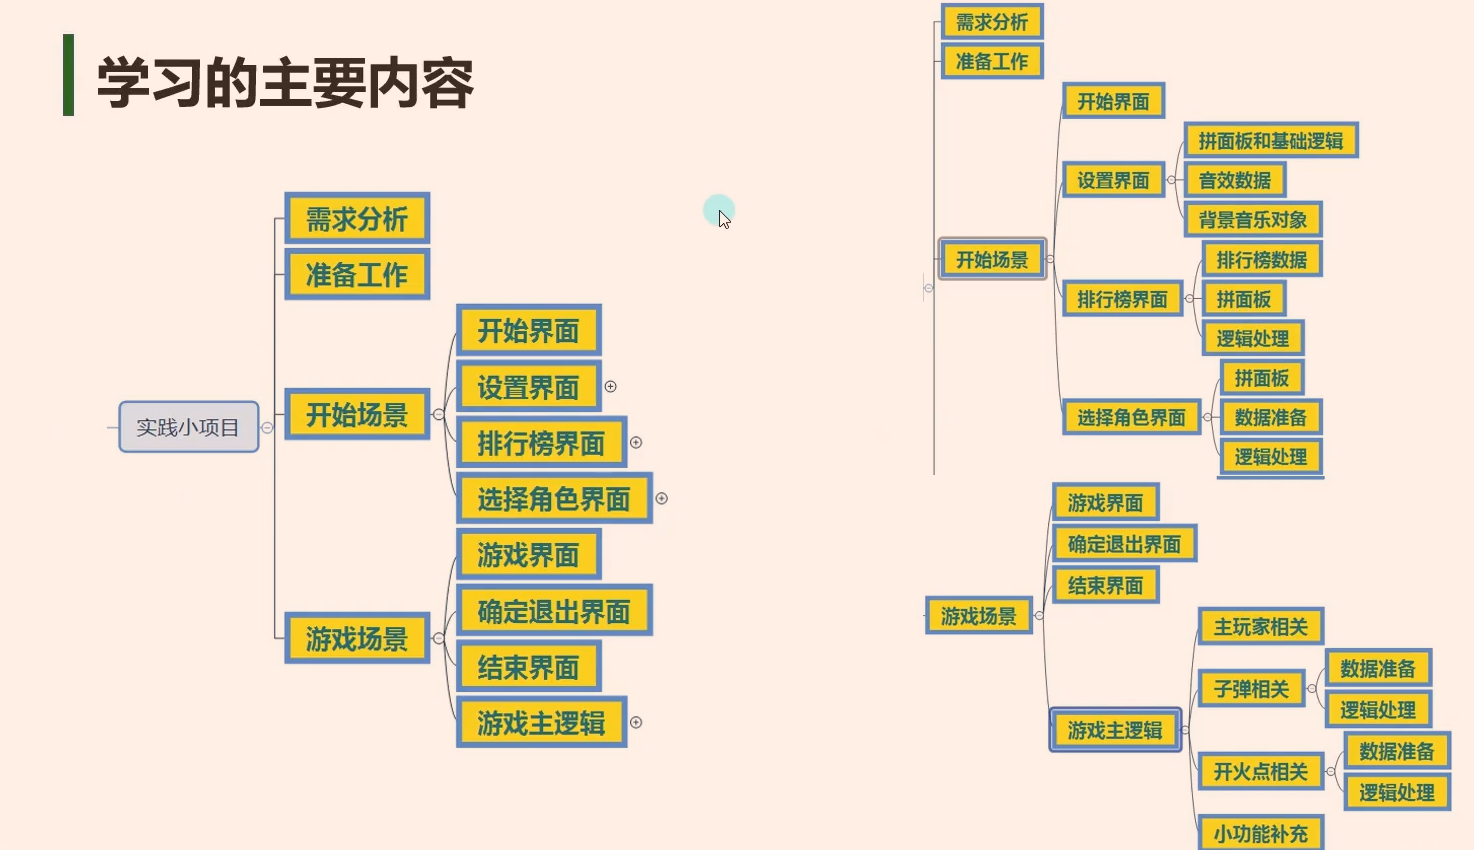 学习的主要内容
实践小项目
需求分析
准备工作
开始场景
开始界面
设置界面
排行榜界面
选择角色界面
游戏场景
游戏界面
确定退出界面
结束界面
游戏主逻辑
需求分析
准备工作
开始场景
开始界面
设置界面
拼面板和基础逻辑
音效数据
背景音乐对象
排行榜界面
排行榜数据
拼面板
逻辑处理
选择角色界面
拼面板
数据准备
逻辑处理
游戏场景
游戏界面
确定退出界面
结束界面
游戏主逻辑
主玩家相关
子弹相关
数据准备
逻辑处理
开火点相关
数据准备
逻辑处理
小功能补充